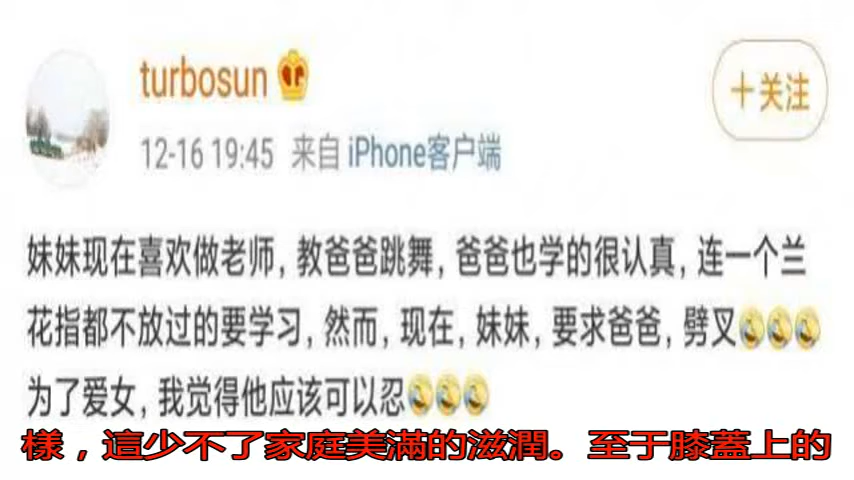 turbosun
+关注
12-16 19:45 来自 iPhone客户端
妹妹现在喜欢做老师,教爸爸跳舞,爸爸也学的很认真,连一个兰
花指都不放过的要学习,然而,现在,妹妹,要求爸爸,劈叉
为了爱女,我觉得他应该可以忍
樣,這少不了家庭美滿的滋潤。至于膝蓋上的